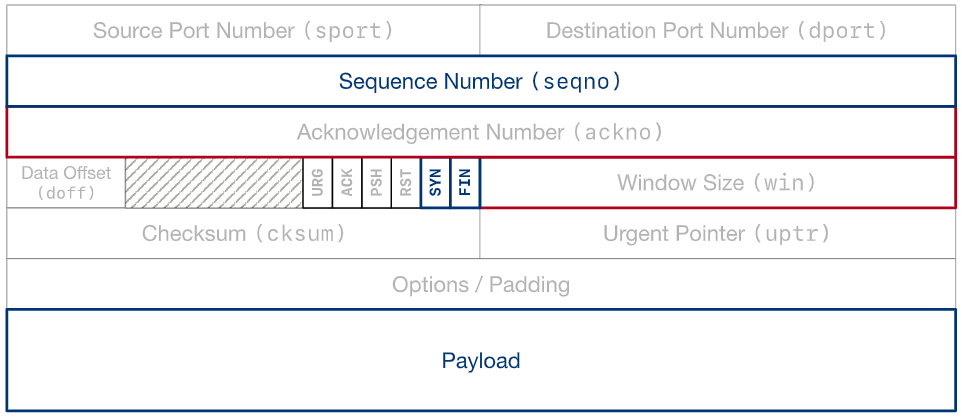 Source Port Number (sport)
Destination Port Number (dport)
Sequence Number (seqno)
Acknowledgement Number (ackno)
Data Offset
(doff)
URG
ACK
PSH
RST
SYN
FIN
Window Size (win)
Checksum (cksum)
Urgent Pointer (uptr)
Options / Padding
Payload